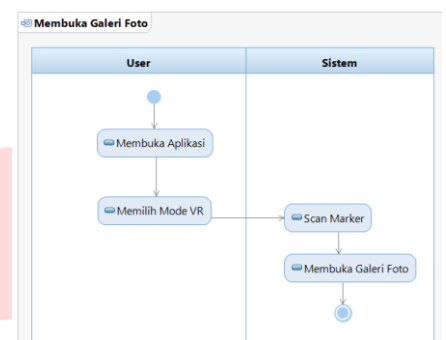 Membuka Galeri Foto
User Sistem
Membuka Aplikasi
Memilih Mode VR
Scan Marker
Membuka Galeri Foto